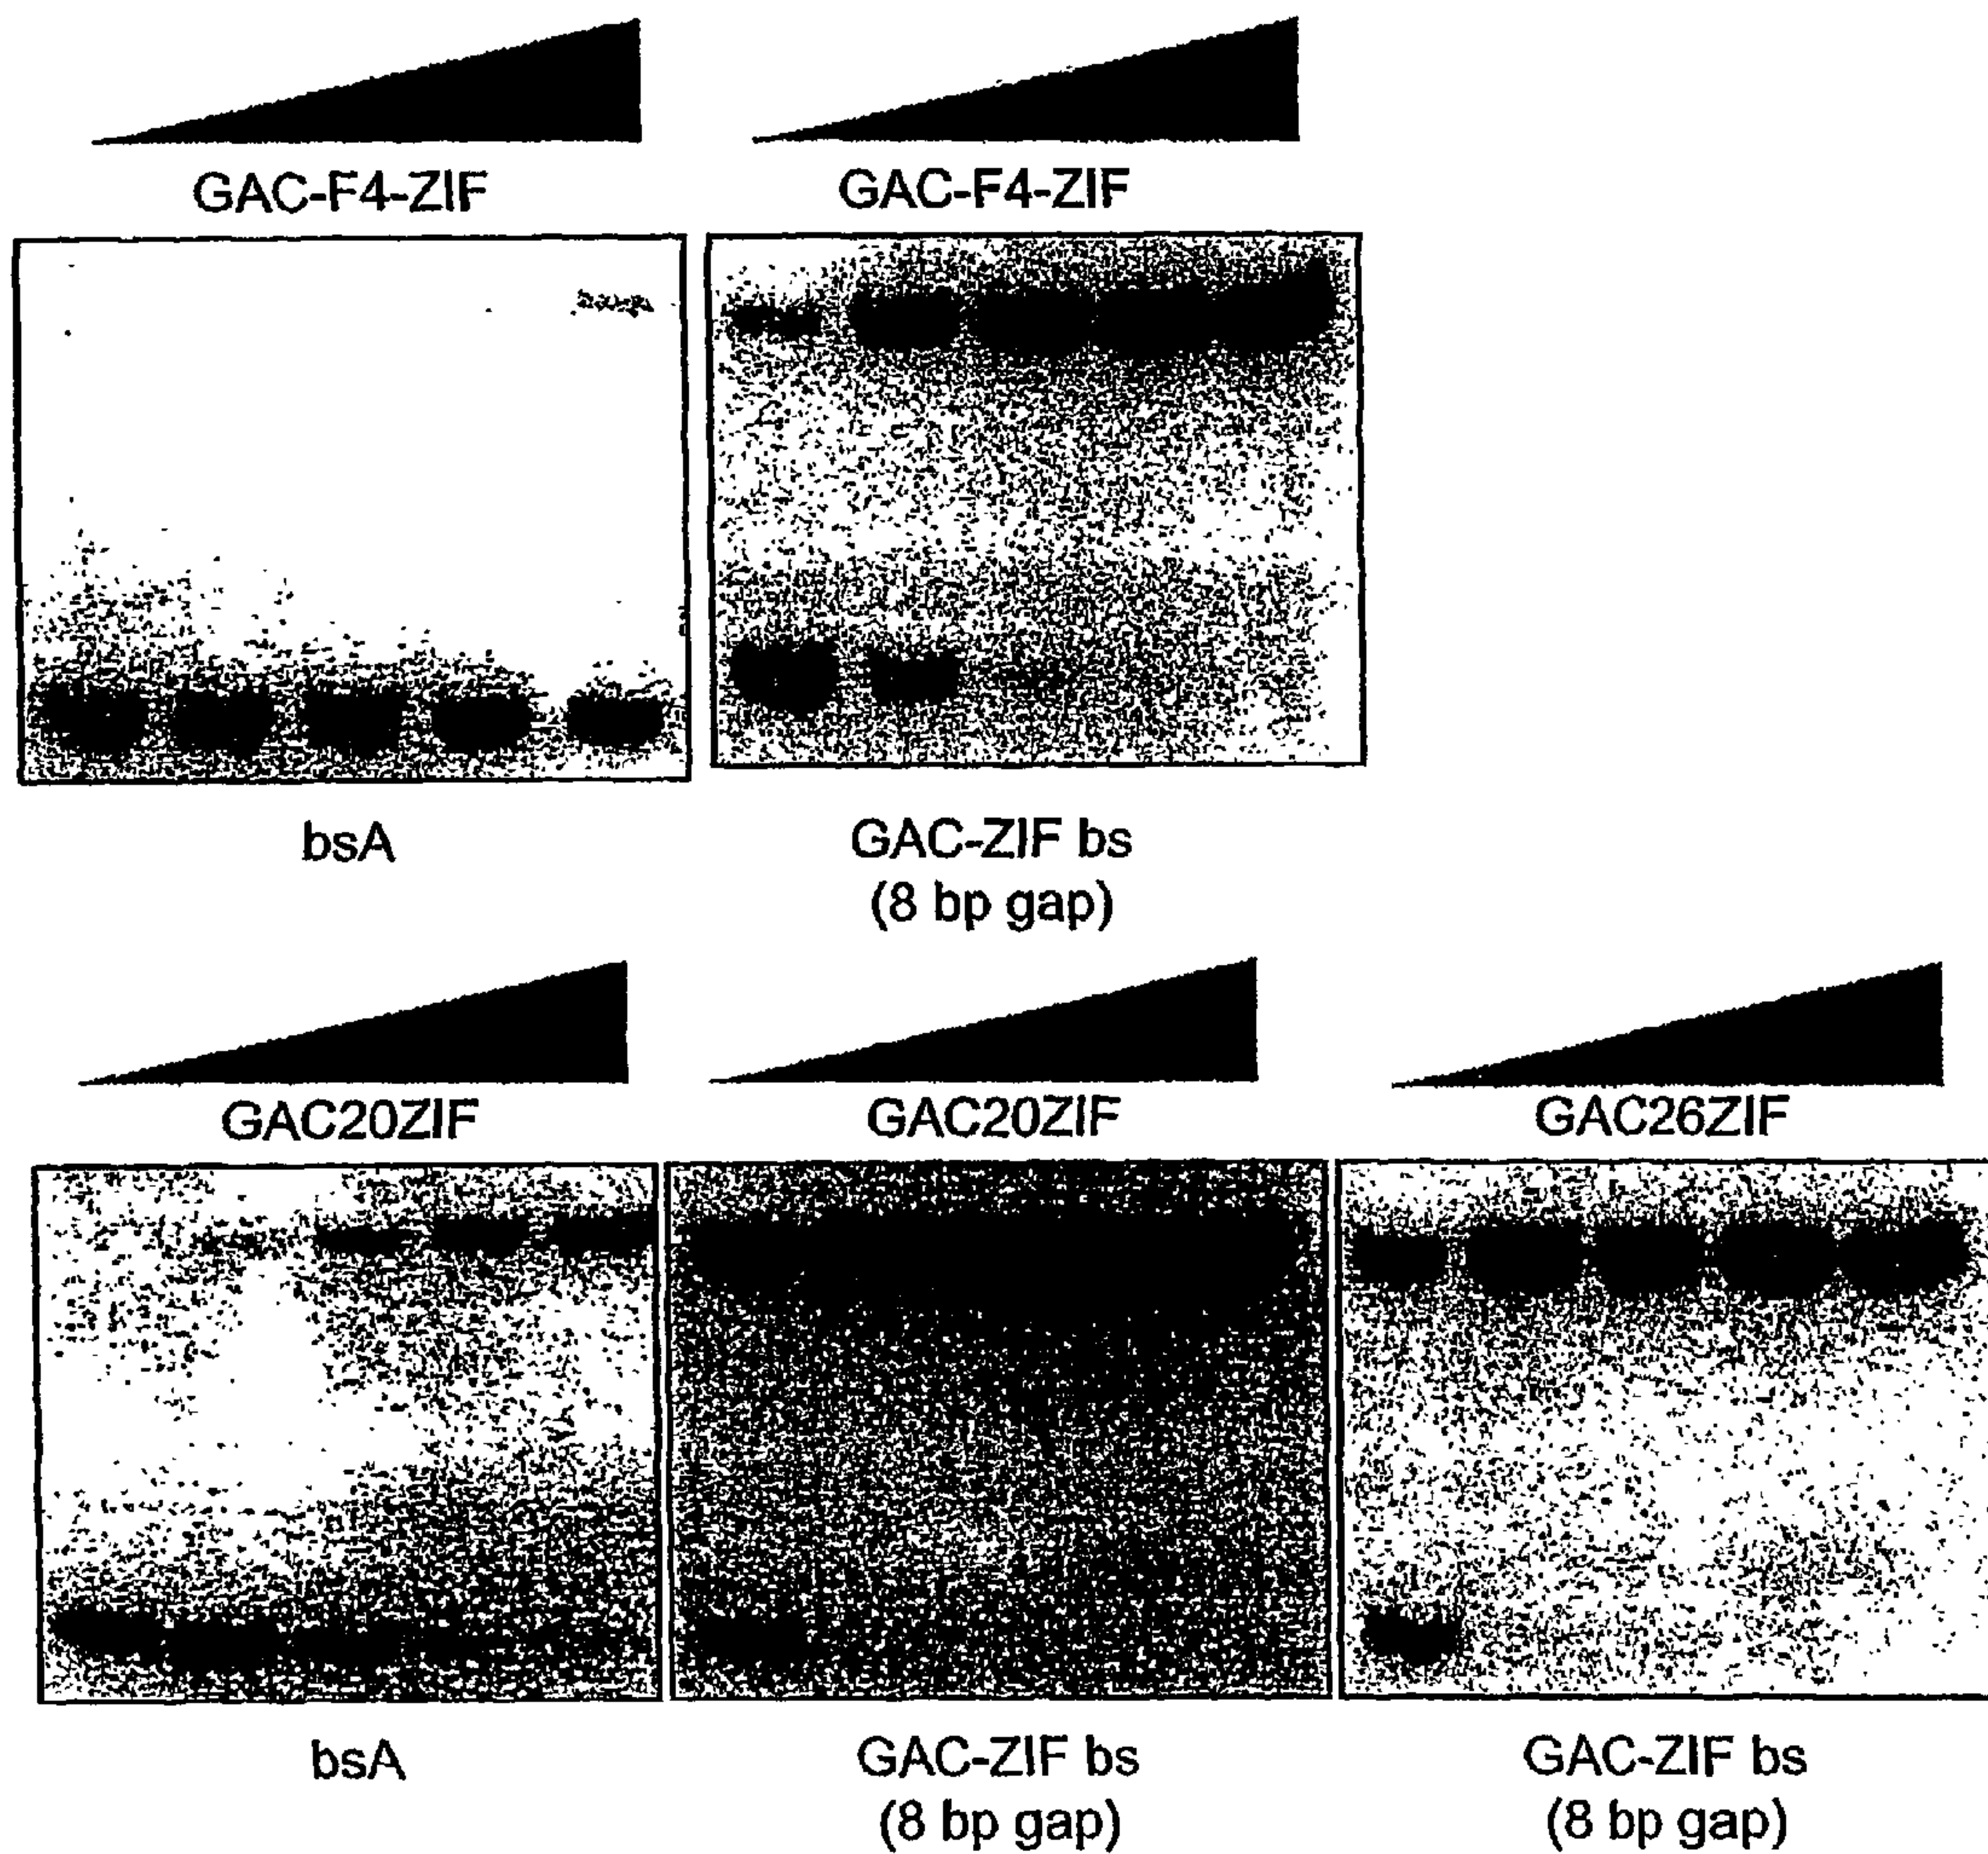 GAC-F4-ZIF
GAC-F4-ZIF
bsA
GAC-ZIF bs
(8 bp gap)
GAC20ZIF
GAC20ZIF
GAC26ZIF
bsA
GAC-ZIF bs
(8 bp gap)
GAC-ZIF bs
(8 bp gap)